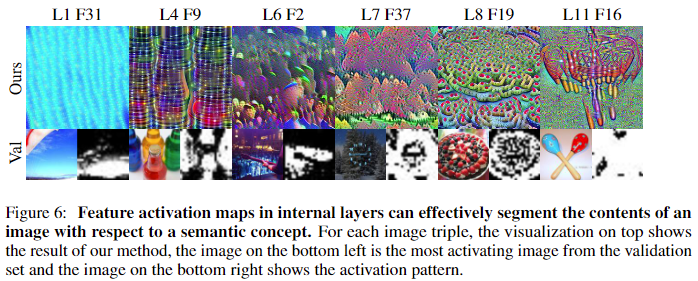 L1 F31 L4 F9 L6 F2 L7 F37 L8 F19 L11 F16
Ours
Val
Figure 6: Feature activation maps in internal layers can effectively segment the contents of an
image with respect to a semantic concept. For each image triple, the visualization on top shows
the result of our method, the image on the bottom left is the most activating image from the validation
set and the image on the bottom right shows the activation pattern.